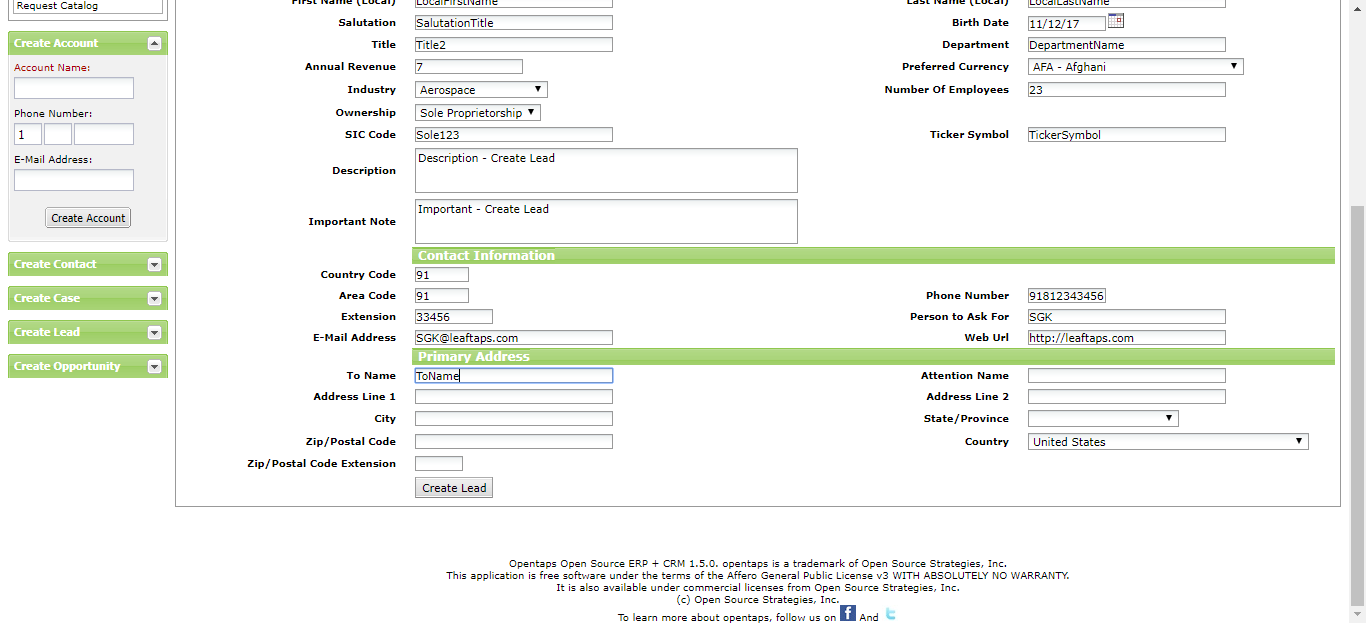 Request Catalog
Create Account
Account Name:
Phone Number:
1
E-Mail Address:
Create Account
Create Contact
Create Case
Create Lead
Create Opportunity
First Name (Local) LocalFirstName Last Name (Local) LocalLastName
Salutation SalutationTitle Birth Date 11/12/17
Title Title2 Department DepartmentName
Annual Revenue 7 Preferred Currency AFA - Afghani
Industry Aerospace Number Of Employees 23
Ownership Sole Proprietorship
SIC Code Sole123 Ticker Symbol TickerSymbol
Description Description - Create Lead
Important Note Important - Create Lead
Contact Information
Country Code 91
Area Code 91 Phone Number 91812343456
Extension 33456 Person to Ask For SGK
E-Mail Address SGK@leaftaps.com Web Url http://leaftaps.com
Primary Address
To Name ToName Attention Name
Address Line 1 Address Line 2
City State/Province
Zip/Postal Code Country United States
Zip/Postal Code Extension
Create Lead
Opentaps Open Source ERP + CRM 1.5.0. opentaps is a trademark of Open Source Strategies, Inc.
This application is free software under the terms of the Affero General Public License v3 WITH ABSOLUTELY NO WARRANTY.
It is also available under commercial licenses from Open Source Strategies, Inc.
(c) Open Source Strategies, Inc.
To learn more about opentaps, follow us on f And t